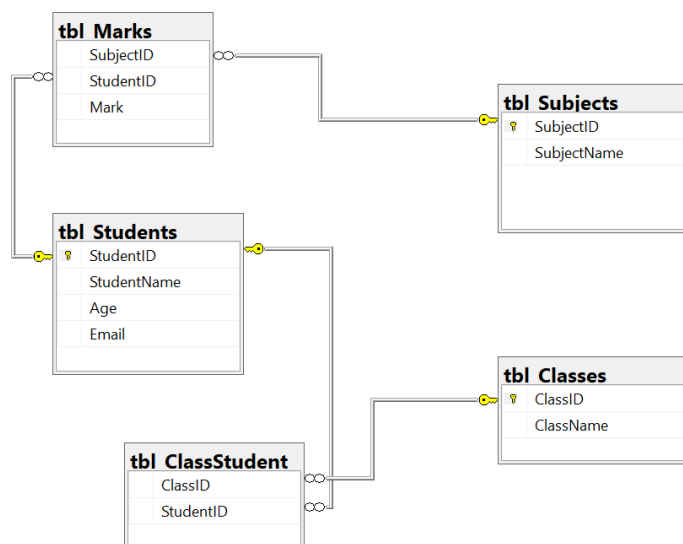 tbl_Marks
SubjectID
StudentID
Mark
tbl_Subjects
SubjectID
SubjectName
tbl_Students
StudentID
StudentName
Age
Email
tbl_Classes
ClassID
ClassName
tbl_ClassStudent
ClassID
StudentID